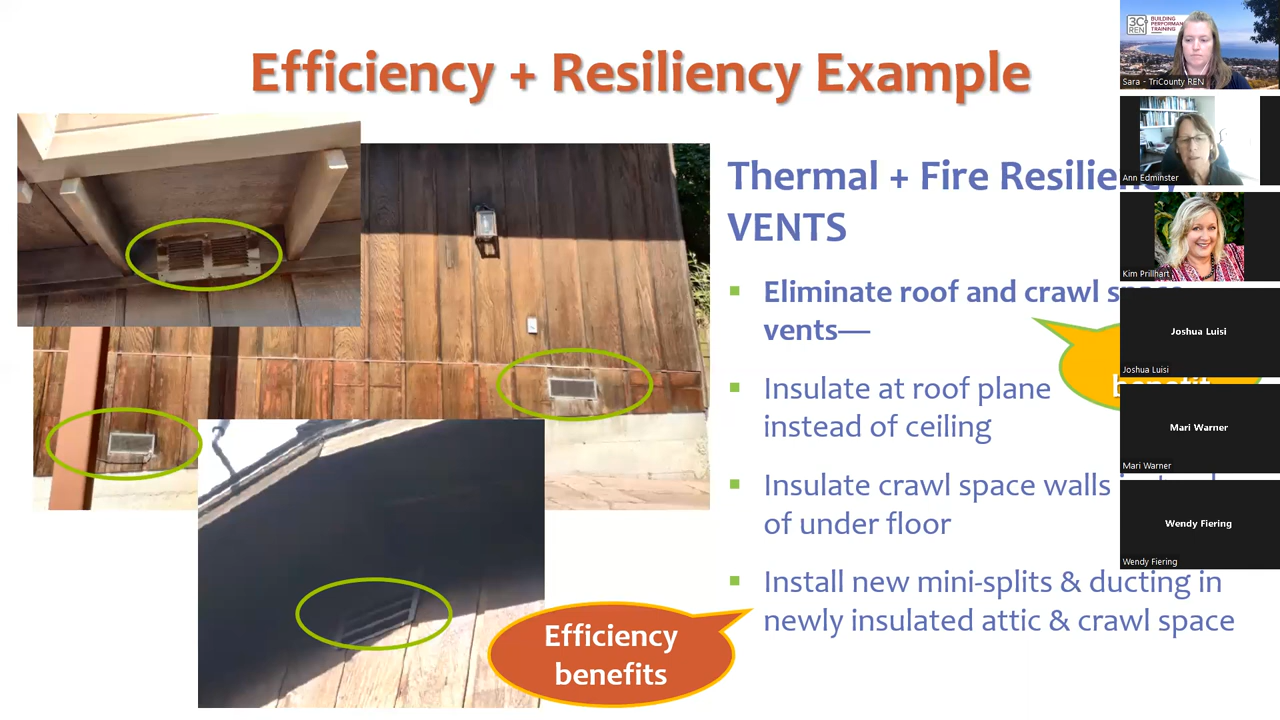 Efficiency + Resiliency Example
Thermal + Fire Resiliency
VENTS
Eliminate roof and crawl space
vents—
benefit
Insulate at roof plane
instead of ceiling
Insulate crawl space walls instead
of under floor
Install new mini-splits & ducting in
newly insulated attic & crawl space
Efficiency
benefits
3C
REN
BUILDING
PERFORMANCE
TRAINING
Sara - TriCounty REN
Ann Edminster
Kim Prillhart
Joshua Luisi
Joshua Luisi
Mari Warner
Mari Warner
Wendy Fiering
Wendy Fiering